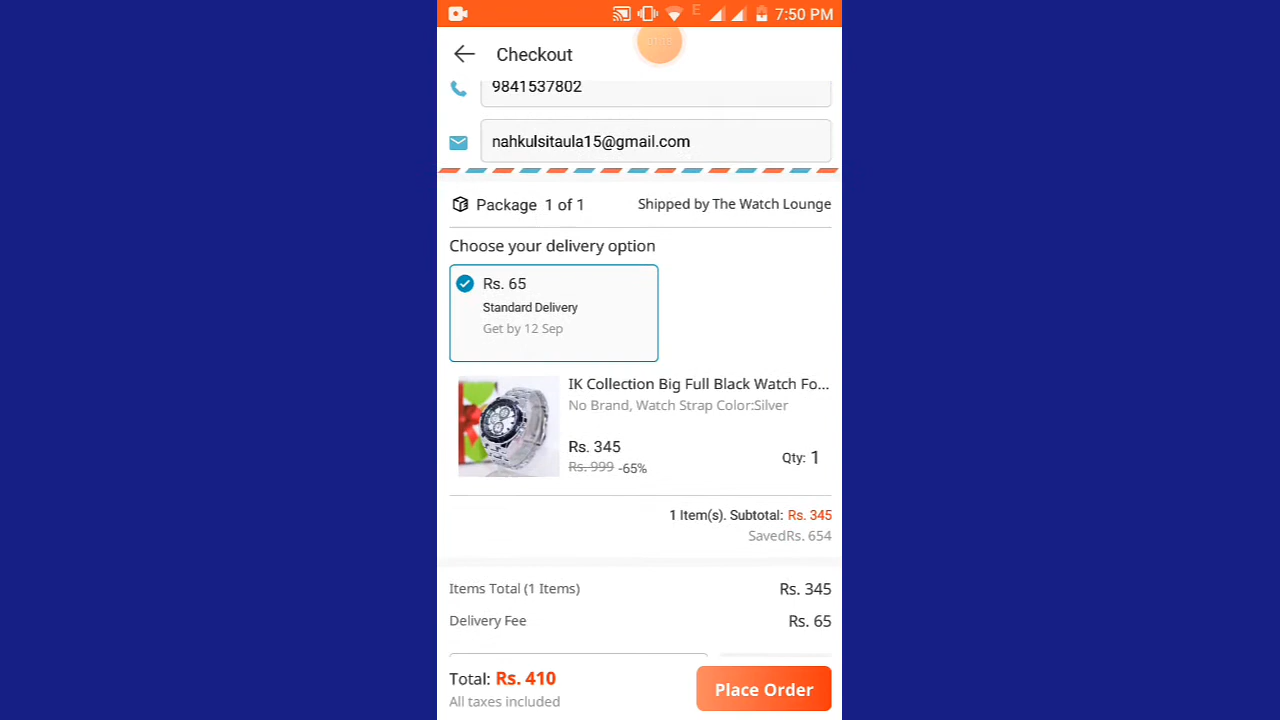 E 7:50 PM
Checkout
9841537802
nahkulsitaula15@gmail.com
Package 1 of 1 Shipped by The Watch Lounge
Choose your delivery option
Rs. 65
Standard Delivery
Get by 12 Sep
IK Collection Big Full Black Watch Fo...
No Brand, Watch Strap Color:Silver
Rs. 345
Rs. 999 -65%
Qty: 1
1 Item(s). Subtotal: Rs. 345
SavedRs. 654
Items Total (1 Items) Rs. 345
Delivery Fee Rs. 65
Total: Rs. 410
All taxes included
Place Order